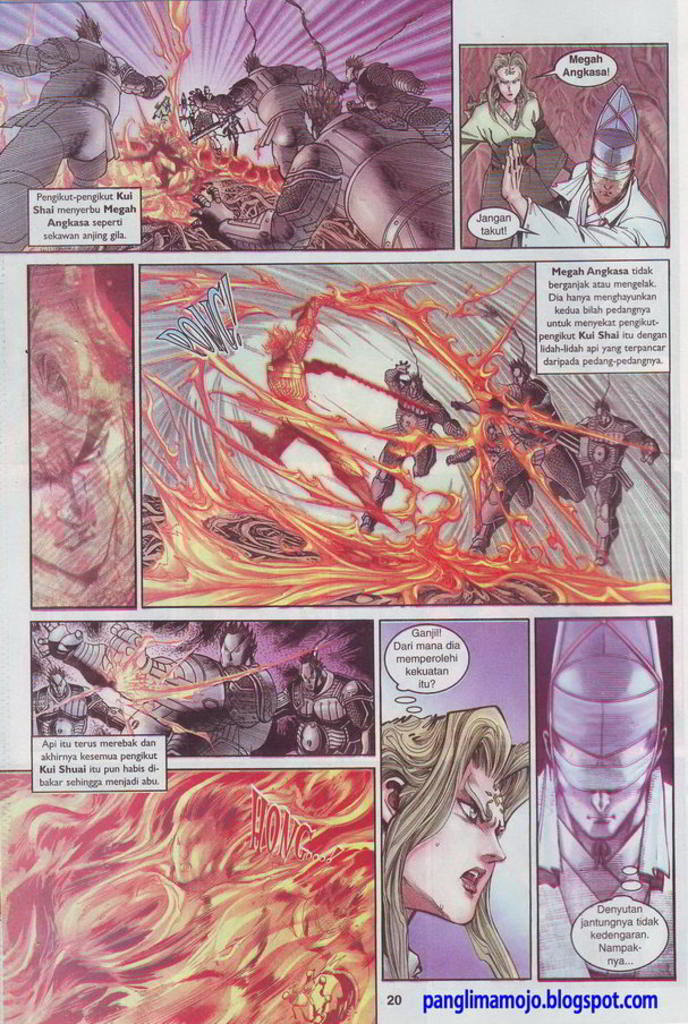 Pengikut-pengikut Kui
Shai menyerbu Megah
Angkasa seperti
sekawan anjing gila.
Megah
Angkasa!
Jangan
takut!
PONG!
Megah Angkasa tidak
berganjak atau mengelak.
Dia hanya menghayunkan
kedua bilah pedangnya
untuk menyekat pengikut-
pengikut Kui Shai itu dengan
lidah-lidah api yang terpancar
daripada pedang-pedangnya.
Api itu terus merebak dan
akhirnya kesemua pengikut
Kui Shuai itu pun habis di-
bakar sehingga menjadi abu.
HONG...!
Ganjil!
Dari mana dia
memperolehi
kekuatan
itu?
Denyutan
jantungnya tidak
kedengaran.
Nampak-
nya...
20
panglimamojo.blogspot.com